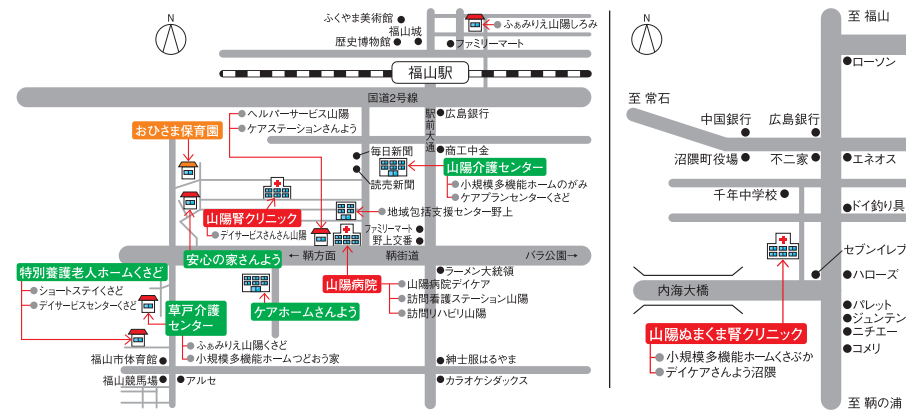 N
ふくやま美術館
福山城
歴史博物館
ふぁみりえ山陽しろみ
ファミリーマート
福山駅
国道2号線
ヘルパーサービス山陽
ケアステーションさんよう
駅前大通
広島銀行
おひさま保育園
毎日新聞
読売新聞
商工中金
山陽介護センター
小規模多機能ホームのがみ
ケアプランセンターくさど
山陽腎クリニック
デイサービスさんさん山陽
地域包括支援センター野上
ファミリーマート
野上交番
安心の家さんよう
← 鞆方面
鞆街道
バラ公園→
特別養護老人ホームくさど
ショートステイくさど
デイサービスセンターくさど
草戸介護
センター
ケアホームさんよう
山陽病院
ラーメン大統領
山陽病院デイケア
訪問看護ステーション山陽
訪問リハビリ山陽
ふぁみりえ山陽くさど
小規模多機能ホームつどおう家
福山市体育館
福山競馬場
アルセ
紳士服はるやま
カラオケシダックス
N
至 福山
ローソン
至 常石
中国銀行
広島銀行
沼隈町役場
不二家
エネオス
千年中学校
ドイ釣り具
セブンイレブ
ハローズ
内海大橋
パレット
ジュンテン
ニチエー
コメリ
山陽ぬまくま腎クリニック
小規模多機能ホームくさぶか
デイケアさんよう沼隈
至 鞆の浦